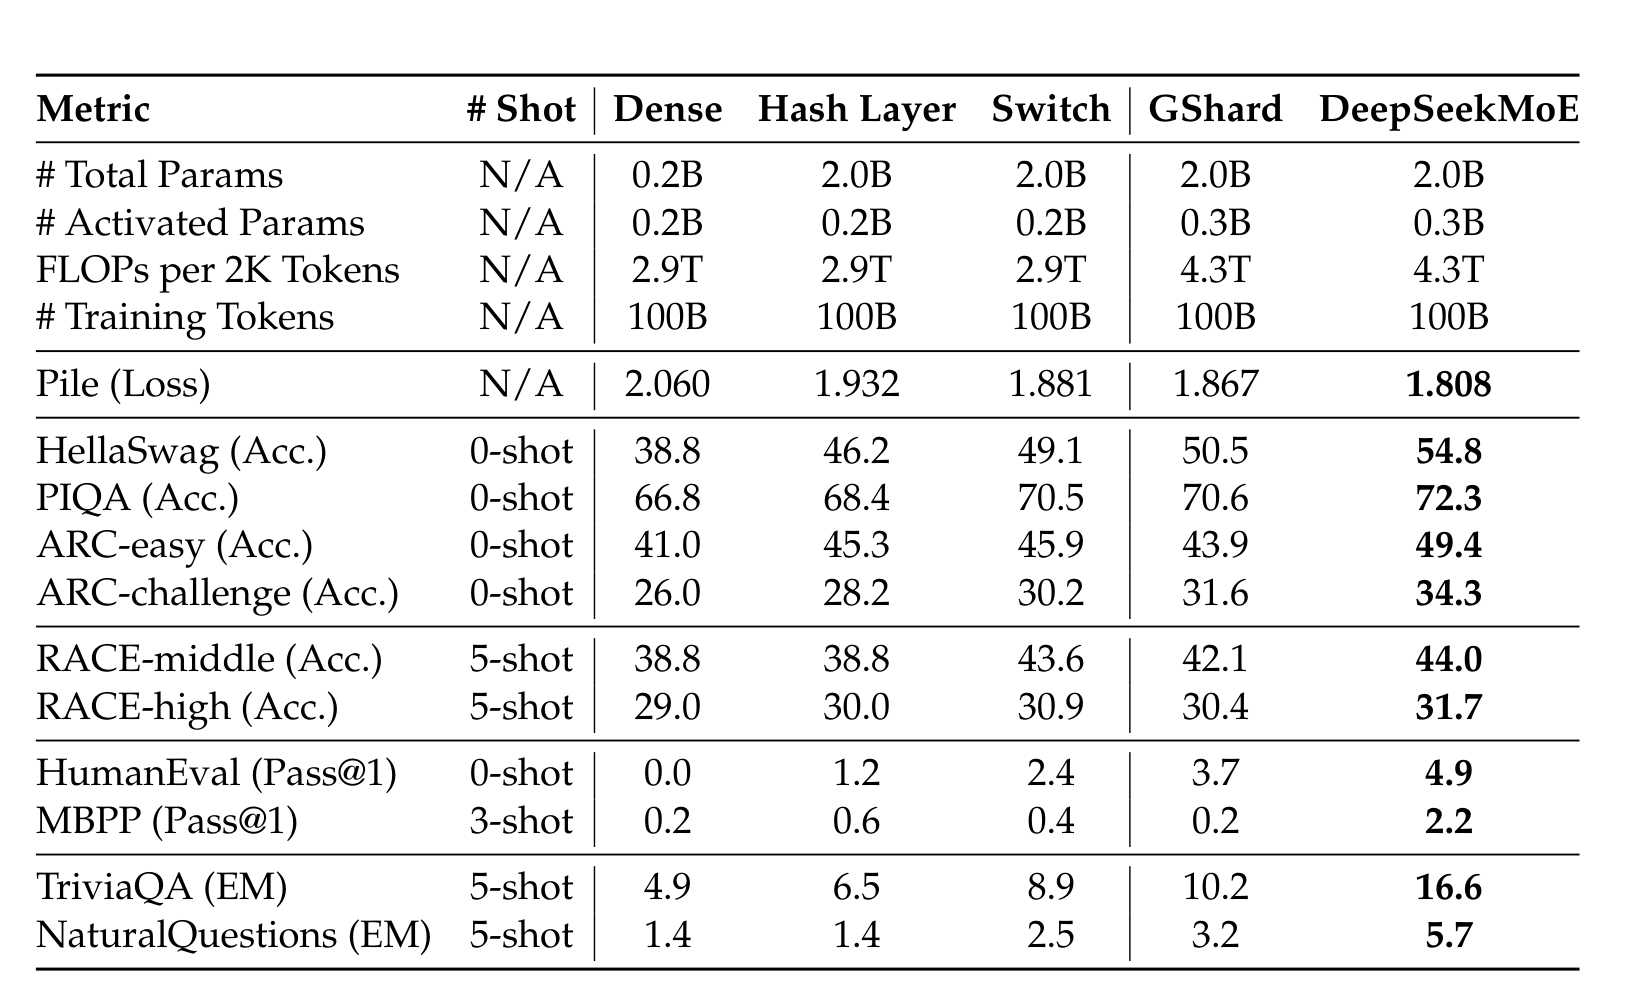 Metric # Shot Dense Hash Layer Switch GShard DeepSeekMoE
# Total Params N/A 0.2B 2.0B 2.0B 2.0B 2.0B
# Activated Params N/A 0.2B 0.2B 0.2B 0.3B 0.3B
FLOPs per 2K Tokens N/A 2.9T 2.9T 2.9T 4.3T 4.3T
# Training Tokens N/A 100B 100B 100B 100B 100B
Pile (Loss) N/A 2.060 1.932 1.881 1.867 1.808
HellaSwag (Acc.) 0-shot 38.8 46.2 49.1 50.5 54.8
PIQA (Acc.) 0-shot 66.8 68.4 70.5 70.6 72.3
ARC-easy (Acc.) 0-shot 41.0 45.3 45.9 43.9 49.4
ARC-challenge (Acc.) 0-shot 26.0 28.2 30.2 31.6 34.3
RACE-middle (Acc.) 5-shot 38.8 38.8 43.6 42.1 44.0
RACE-high (Acc.) 5-shot 29.0 30.0 30.9 30.4 31.7
HumanEval (Pass@1) 0-shot 0.0 1.2 2.4 3.7 4.9
MBPP (Pass@1) 3-shot 0.2 0.6 0.4 0.2 2.2
TriviaQA (EM) 5-shot 4.9 6.5 8.9 10.2 16.6
NaturalQuestions (EM) 5-shot 1.4 1.4 2.5 3.2 5.7